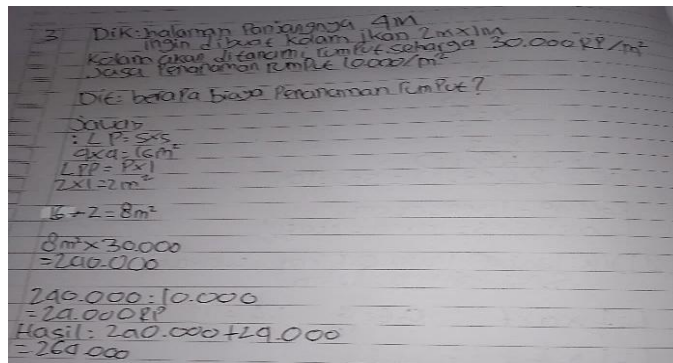 3 Dik: halaman Panjangnya 4m
ingin dibuat kolam ikan 2m x 1m
kolam akan ditanami rumput seharga 30.000 RP/m²
Jasa Penanaman rumput 10.000/m²
Dit: berapa biaya Penanaman rumput?
Jawab
: LP = SxS
4x4 = 16m²
LPP = Px l
2x1 = 2m²
16 ÷ 2 = 8m²
8m² x 30.000
= 240.000
240.000 : 10.000
= 24.000 RP
Hasil: 240.000 + 24.000
= 264.000